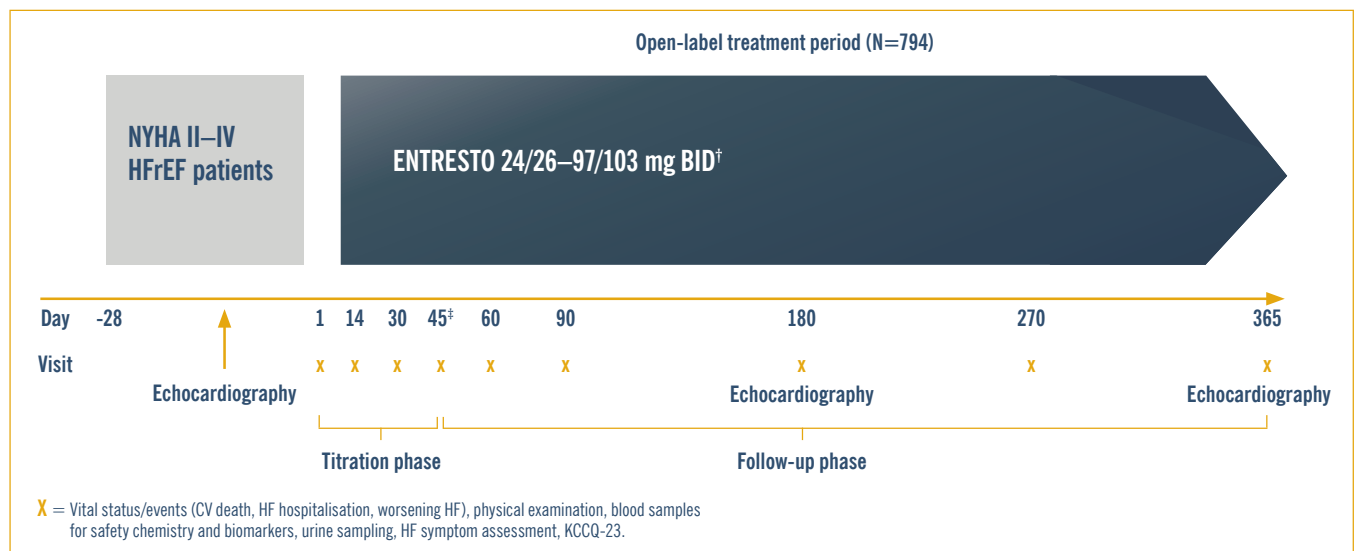 Open-label treatment period (N=794)
NYHA II–IV
HFrEF patients
ENTRESTO 24/26–97/103 mg BID†
Day -28 1 14 30 45‡ 60 90 180 270 365
Visit x x x x x x x x x
Echocardiography Echocardiography Echocardiography
Titration phase Follow-up phase
X = Vital status/events (CV death, HF hospitalisation, worsening HF), physical examination, blood samples
for safety chemistry and biomarkers, urine sampling, HF symptom assessment, KCCQ-23.